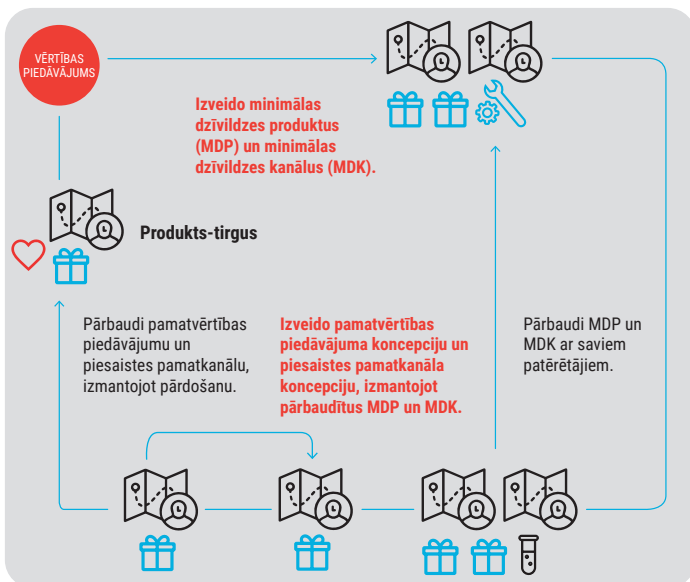 VĒRTĪBAS
PIEDĀVĀJUMS
Izveido minimālas
dzīvildzes produktus
(MDP) un minimālas
dzīvildzes kanālus (MDK).
Produkts-tirgus
Pārbaudi pamatvērtības
piedāvājumu un
piesaistes pamatkanālu,
izmantojot pārdošanu.
Izveido pamatvērtības
piedāvājuma koncepciju un
piesaistes pamatkanāla
koncepciju, izmantojot
pārbaudītus MDP un MDK.
Pārbaudi MDP un
MDK ar saviem
patērētājiem.